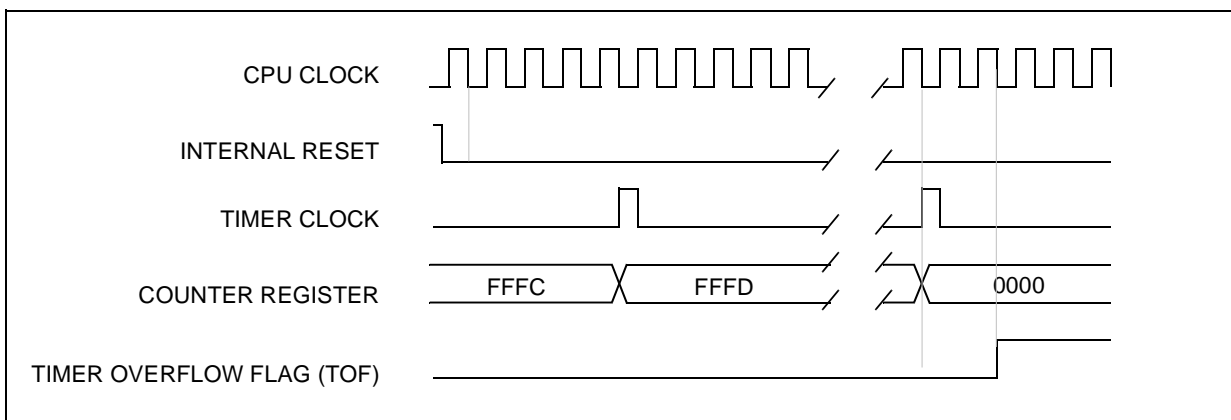 CPU CLOCK
INTERNAL RESET
TIMER CLOCK
COUNTER REGISTER
FFFC
FFFD
0000
TIMER OVERFLOW FLAG (TOF)